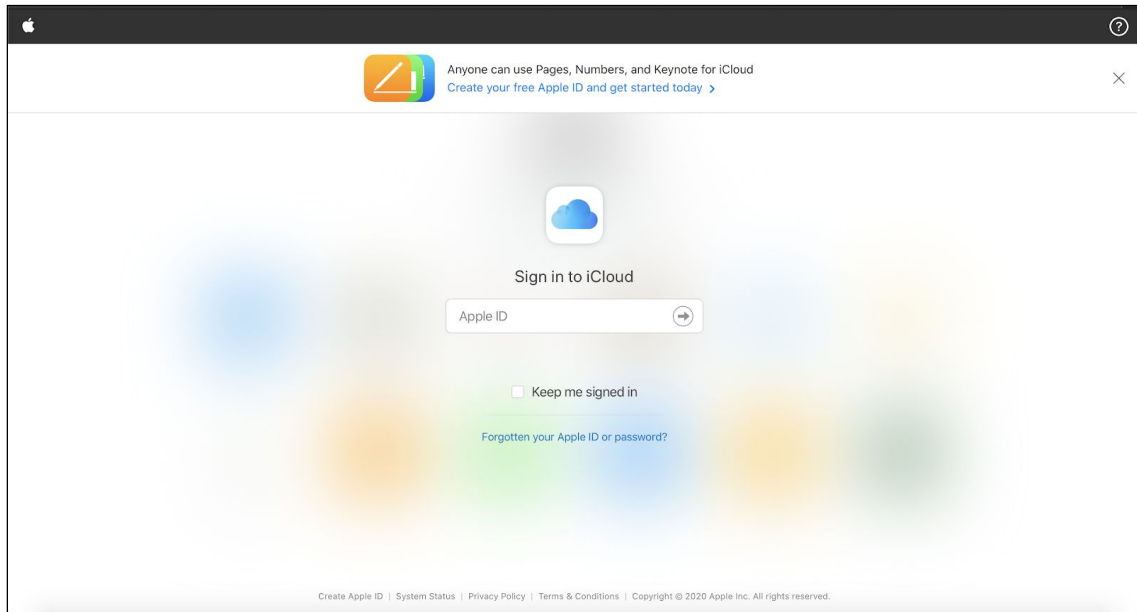 Anyone can use Pages, Numbers, and Keynote for iCloud
Create your free Apple ID and get started today >
Sign in to iCloud
Apple ID
Keep me signed in
Forgotten your Apple ID or password?
Create Apple ID | System Status | Privacy Policy | Terms & Conditions | Copyright © 2020 Apple Inc. All rights reserved.